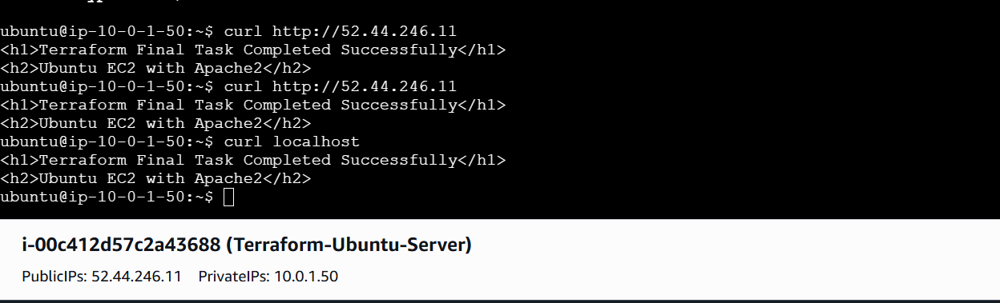 ubuntu@ip-10-0-1-50:~$ curl http://52.44.246.11
<h1>Terraform Final Task Completed Successfully</h1>
<h2>Ubuntu EC2 with Apache2</h2>
ubuntu@ip-10-0-1-50:~$ curl http://52.44.246.11
<h1>Terraform Final Task Completed Successfully</h1>
<h2>Ubuntu EC2 with Apache2</h2>
ubuntu@ip-10-0-1-50:~$ curl localhost
<h1>Terraform Final Task Completed Successfully</h1>
<h2>Ubuntu EC2 with Apache2</h2>
ubuntu@ip-10-0-1-50:~$
i-00c412d57c2a43688 (Terraform-Ubuntu-Server)
PublicIPs: 52.44.246.11 PrivateIPs: 10.0.1.50